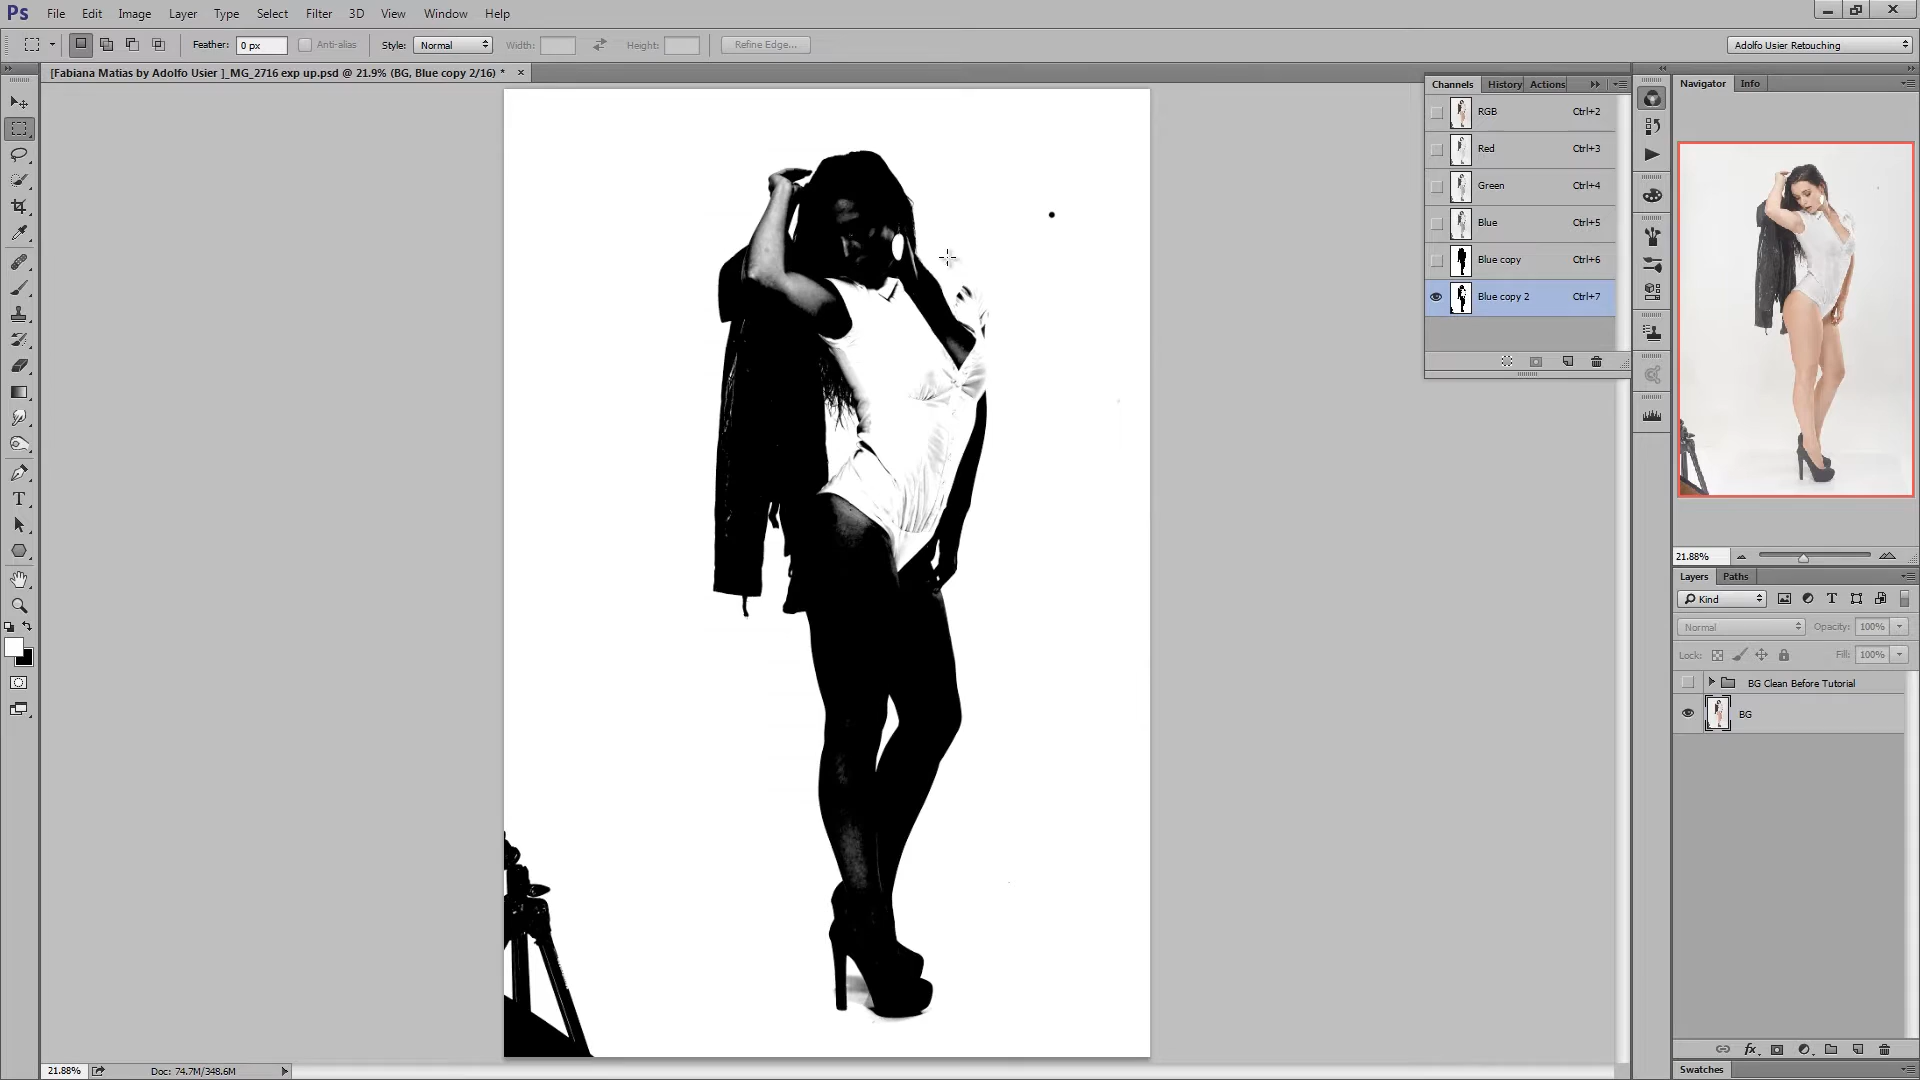 Ps File Edit Image Layer Type Select Filter 3D View Window Help
Feather: 0 px Anti-alias Style: Normal Width: Height: Refine Edge... Adolfo Usier Retouching
[Fabiana Matias by Adolfo Usier ]_MG_2716 exp up.psd @ 21.9% (BG, Blue copy 2/16) *
Channels History Actions
RGB Ctrl+2
Red Ctrl+3
Green Ctrl+4
Blue Ctrl+5
Blue copy Ctrl+6
Blue copy 2 Ctrl+7
Navigator Info
21.88%
Layers Paths
Kind
Normal Opacity: 100%
Lock: Fill: 100%
BG Clean Before Tutorial
BG
Swatches
21.88% Doc: 74.7M/348.6M